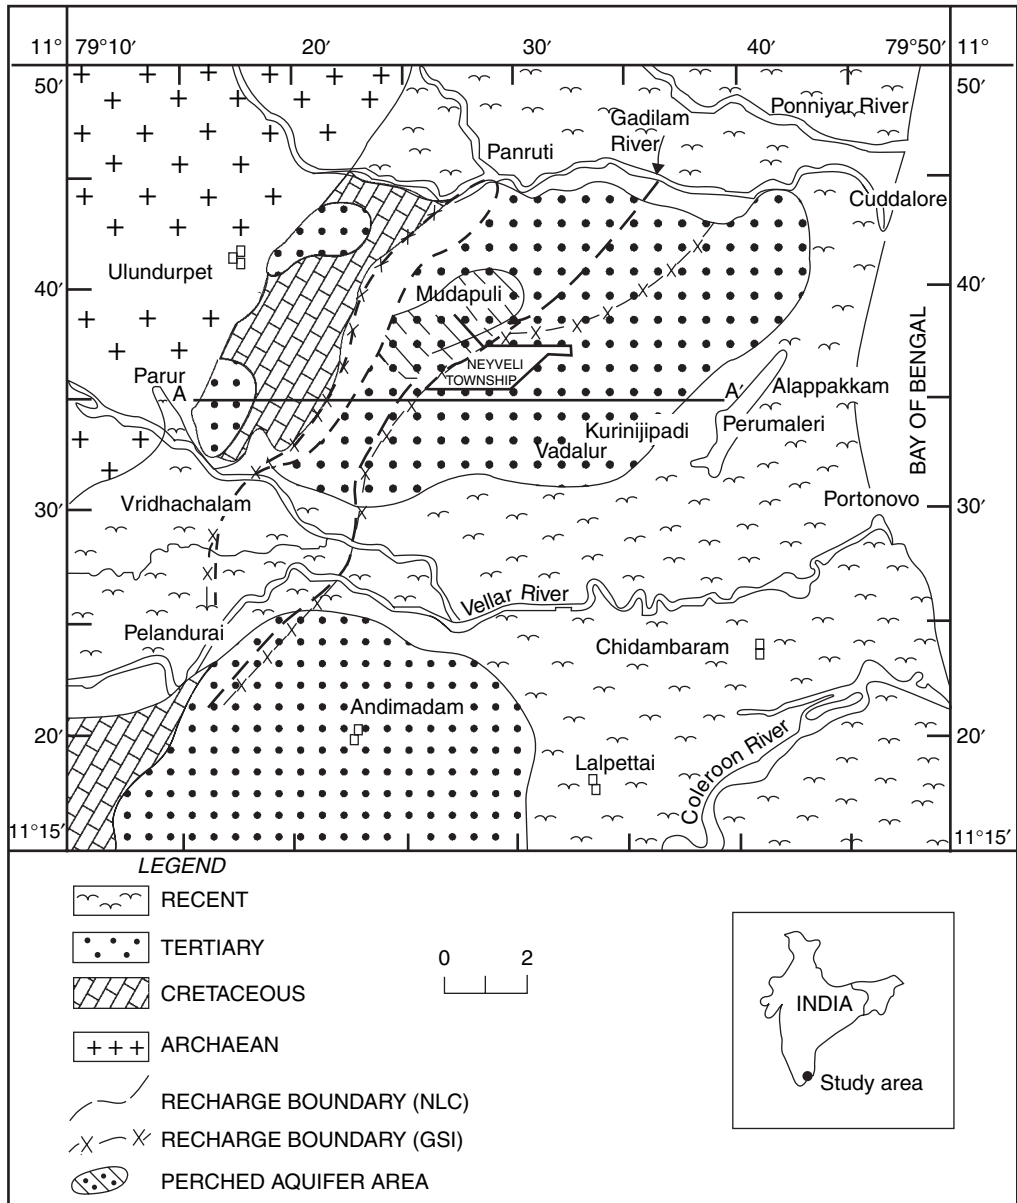 11° 79°10′ 20′ 30′ 40′ 79°50′ 11°
50′ 50′
Ponniyar River
Gadilam
River
Panruti
Cuddalore
Ulundurpet
40′ 40′
Mudapuli
NEYVELI
TOWNSHIP
Parur
A A′
Alappakkam
Perumaleri
Kurinijipadi
Vadalur
BAY OF BENGAL
Vridhachalam
Portonovo
30′ 30′
Vellar River
Pelandurai
Chidambaram
Andimadam
20′ 20′
Lalpettai
Coleroon River
11°15′ 11°15′
LEGEND
RECENT
TERTIARY
CRETACEOUS
ARCHAEAN
RECHARGE BOUNDARY (NLC)
RECHARGE BOUNDARY (GSI)
PERCHED AQUIFER AREA
0 2
INDIA
Study area